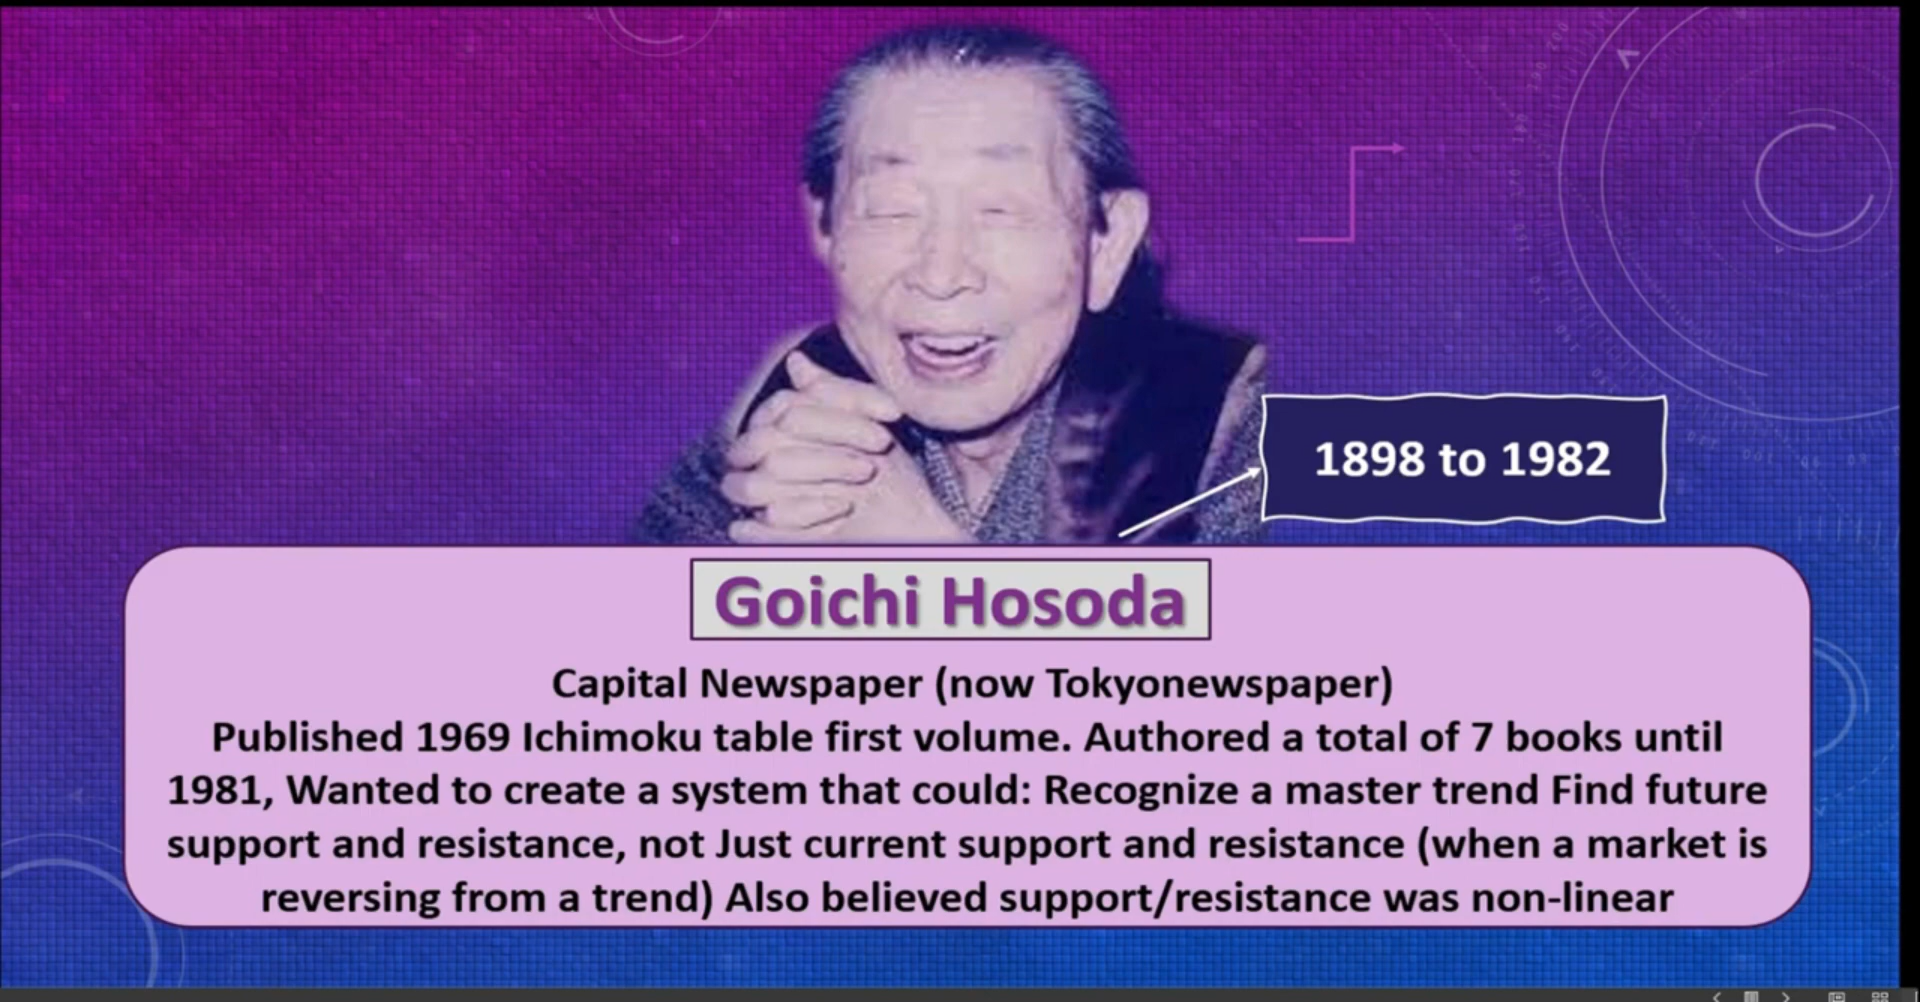 1898 to 1982
Goichi Hosoda
Capital Newspaper (now Tokyonewspaper)
Published 1969 Ichimoku table first volume. Authored a total of 7 books until
1981, Wanted to create a system that could: Recognize a master trend Find future
support and resistance, not Just current support and resistance (when a market is
reversing from a trend) Also believed support/resistance was non-linear